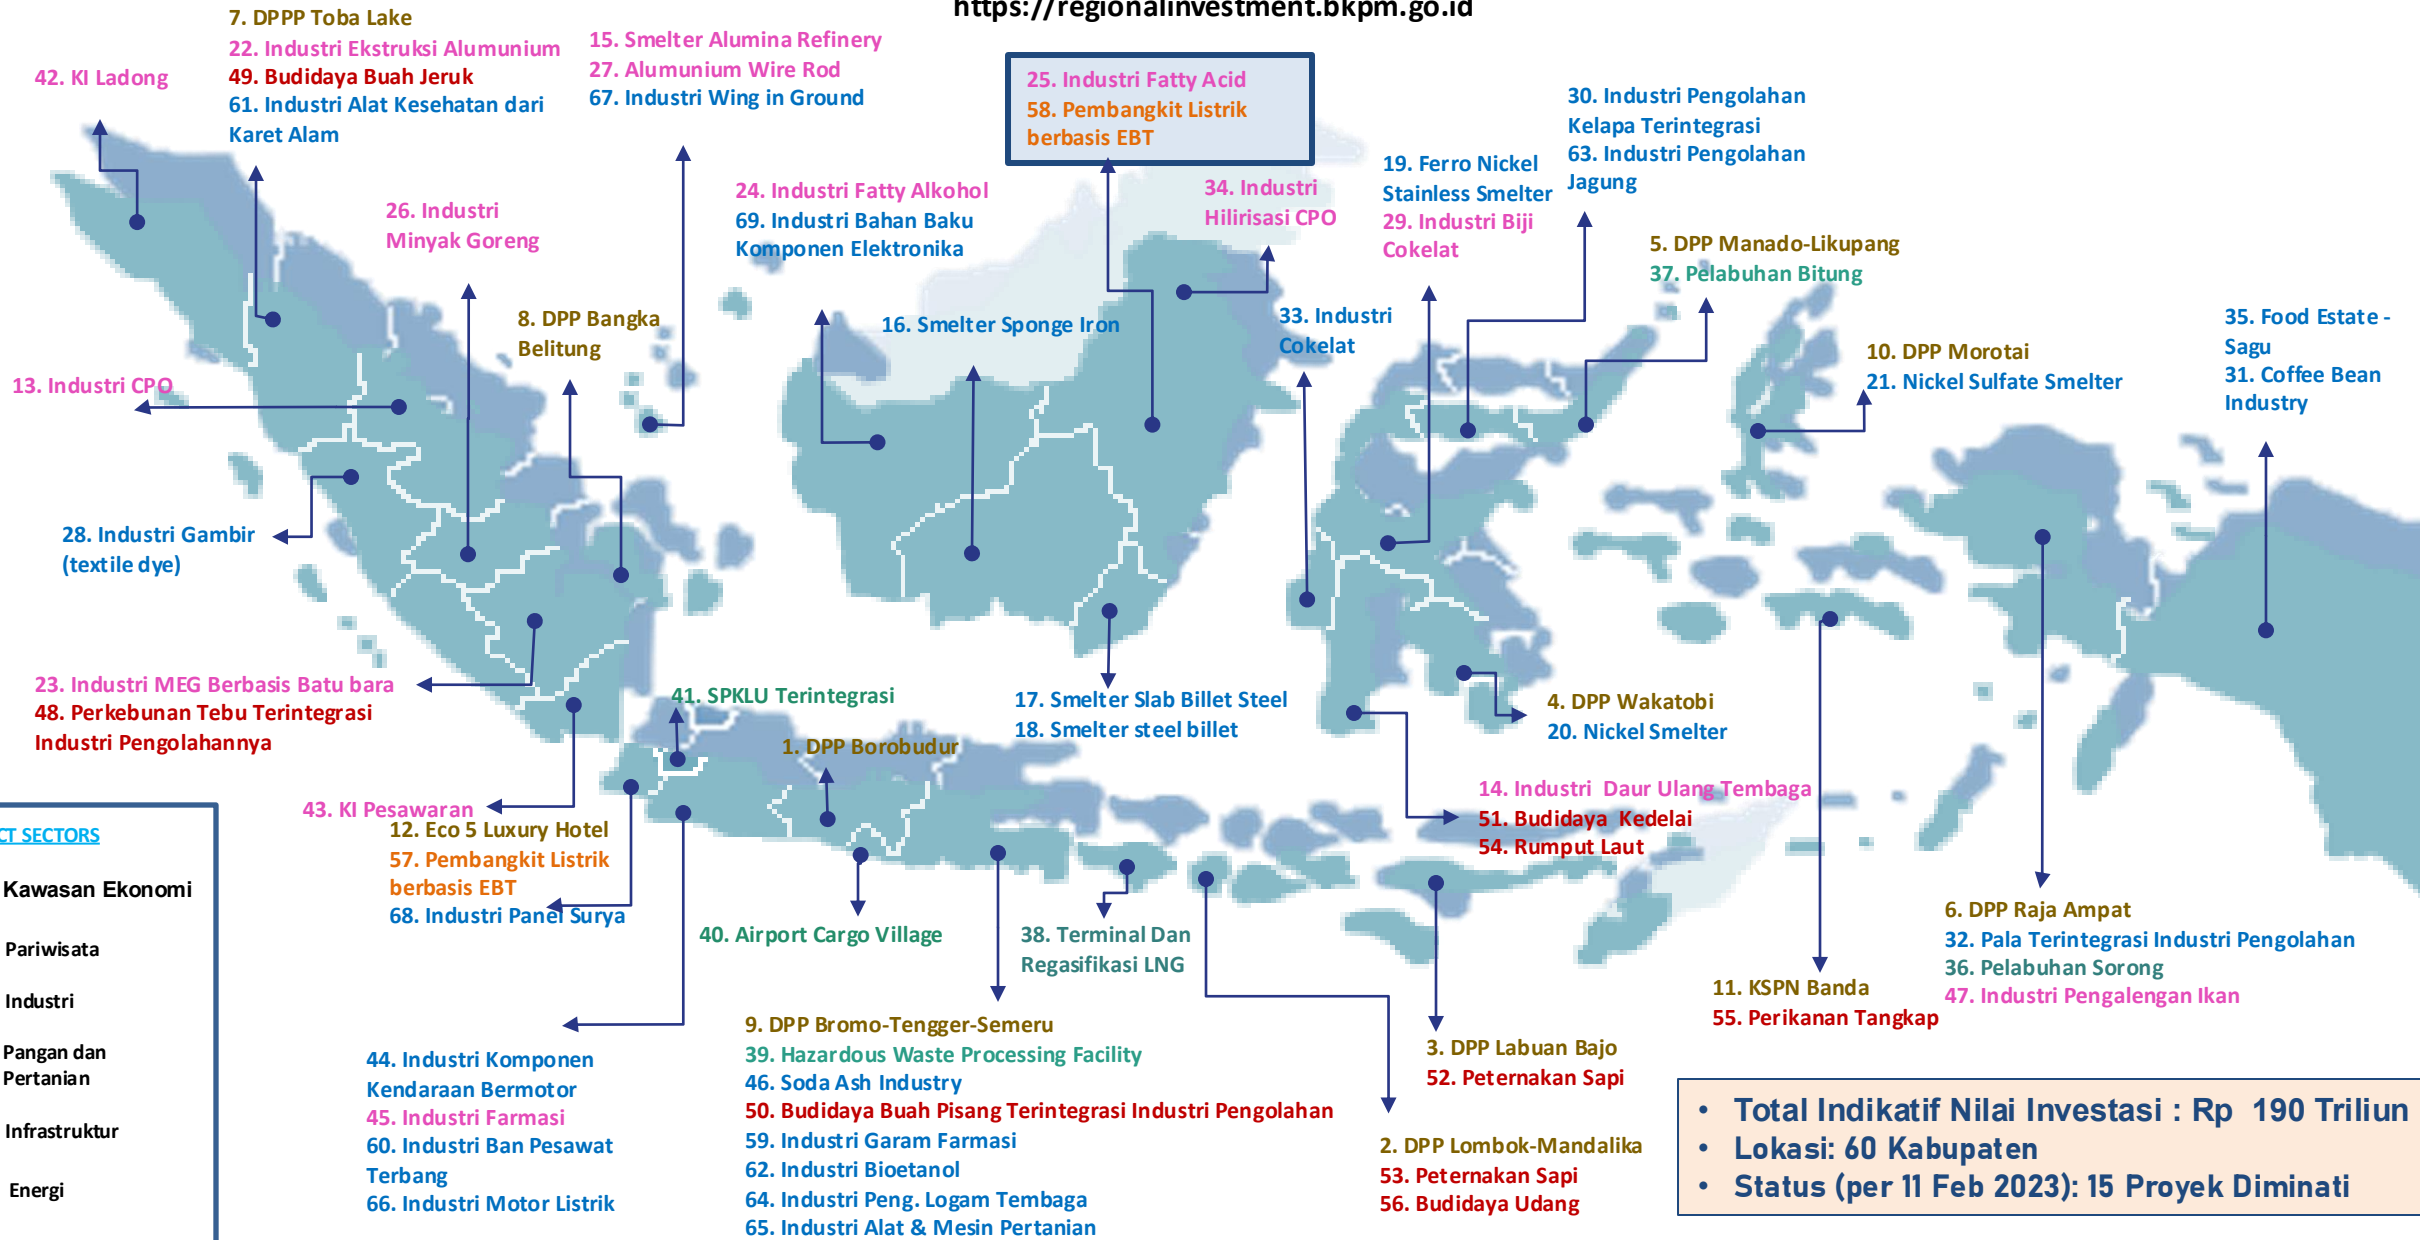 https://regionalinvestment.bkpm.go.id
7. DPPP Toba Lake
22. Industri Ekstruksi Alumunium
49. Budidaya Buah Jeruk
61. Industri Alat Kesehatan dari
Karet Alam
42. KI Ladong
15. Smelter Alumina Refinery
27. Alumunium Wire Rod
67. Industri Wing in Ground
25. Industri Fatty Acid
58. Pembangkit Listrik
berbasis EBT
30. Industri Pengolahan
Kelapa Terintegrasi
63. Industri Pengolahan
Jagung
19. Ferro Nickel
Stainless Smelter
29. Industri Biji
Cokelat
26. Industri
Minyak Goreng
24. Industri Fatty Alkohol
69. Industri Bahan Baku
Komponen Elektronika
34. Industri
Hilirisasi CPO
5. DPP Manado-Likupang
37. Pelabuhan Bitung
8. DPP Bangka
Belitung
16. Smelter Sponge Iron
33. Industri
Cokelat
10. DPP Morotai
21. Nickel Sulfate Smelter
35. Food Estate -
Sagu
31. Coffee Bean
Industry
13. Industri CPO
28. Industri Gambir
(textile dye)
23. Industri MEG Berbasis Batu bara
48. Perkebunan Tebu Terintegrasi
Industri Pengolahannya
41. SPKLU Terintegrasi
17. Smelter Slab Billet Steel
18. Smelter steel billet
4. DPP Wakatobi
20. Nickel Smelter
1. DPP Borobudur
43. KI Pesawaran
12. Eco 5 Luxury Hotel
57. Pembangkit Listrik
berbasis EBT
68. Industri Panel Surya
14. Industri  Daur Ulang Tembaga
51. Budidaya  Kedelai
54. Rumput Laut
40. Airport Cargo Village
38. Terminal Dan
Regasifikasi LNG
6. DPP Raja Ampat
32. Pala Terintegrasi Industri Pengolahan
36. Pelabuhan Sorong
47. Industri Pengalengan Ikan
11. KSPN Banda
55. Perikanan Tangkap
44. Industri Komponen
Kendaraan Bermotor
45. Industri Farmasi
60. Industri Ban Pesawat
Terbang
66. Industri Motor Listrik
9. DPP Bromo-Tengger-Semeru
39. Hazardous Waste Processing Facility
46. Soda Ash Industry
50. Budidaya Buah Pisang Terintegrasi Industri Pengolahan
59. Industri Garam Farmasi
62. Industri Bioetanol
64. Industri Peng. Logam Tembaga
65. Industri Alat & Mesin Pertanian
3. DPP Labuan Bajo
52. Peternakan Sapi
2. DPP Lombok-Mandalika
53. Peternakan Sapi
56. Budidaya Udang
CT SECTORS
Kawasan Ekonomi
Pariwisata
Industri
Pangan dan
Pertanian
Infrastruktur
Energi
• Total Indikatif Nilai Investasi : Rp  190 Triliun
• Lokasi: 60 Kabupaten
• Status (per 11 Feb 2023): 15 Proyek Diminati